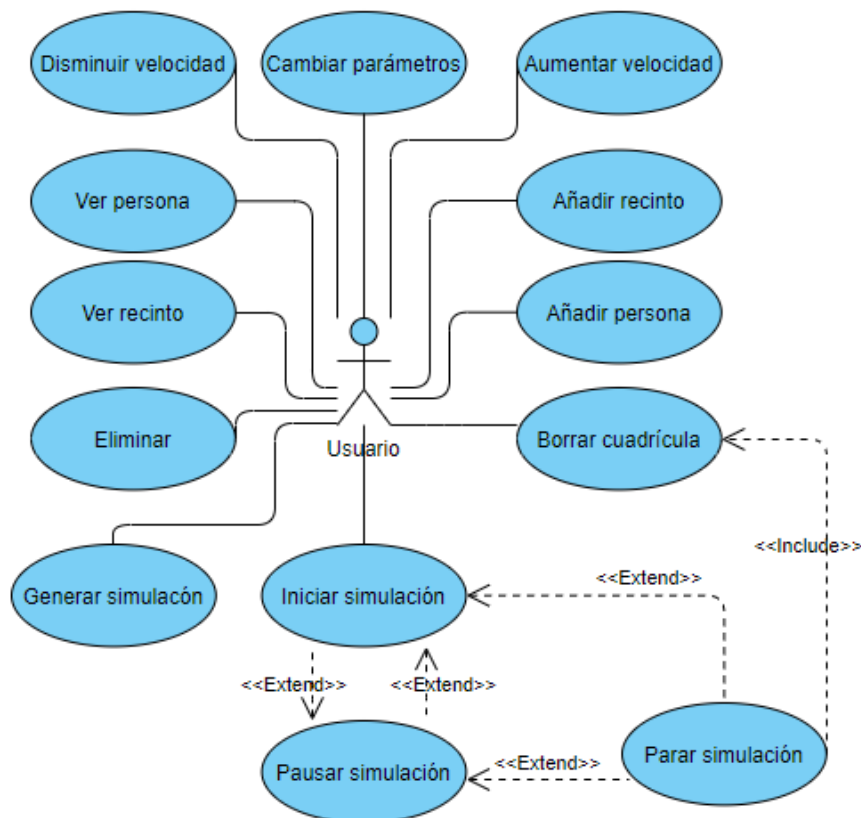 Disminuir velocidad
Cambiar parámetros
Aumentar velocidad
Ver persona
Añadir recinto
Ver recinto
Añadir persona
Eliminar
Usuario
Borrar cuadrícula
<<Include>>
<<Extend>>
Generar simulacón
Iniciar simulación
<<Extend>>
<<Extend>>
<<Extend>>
Parar simulación
Pausar simulación